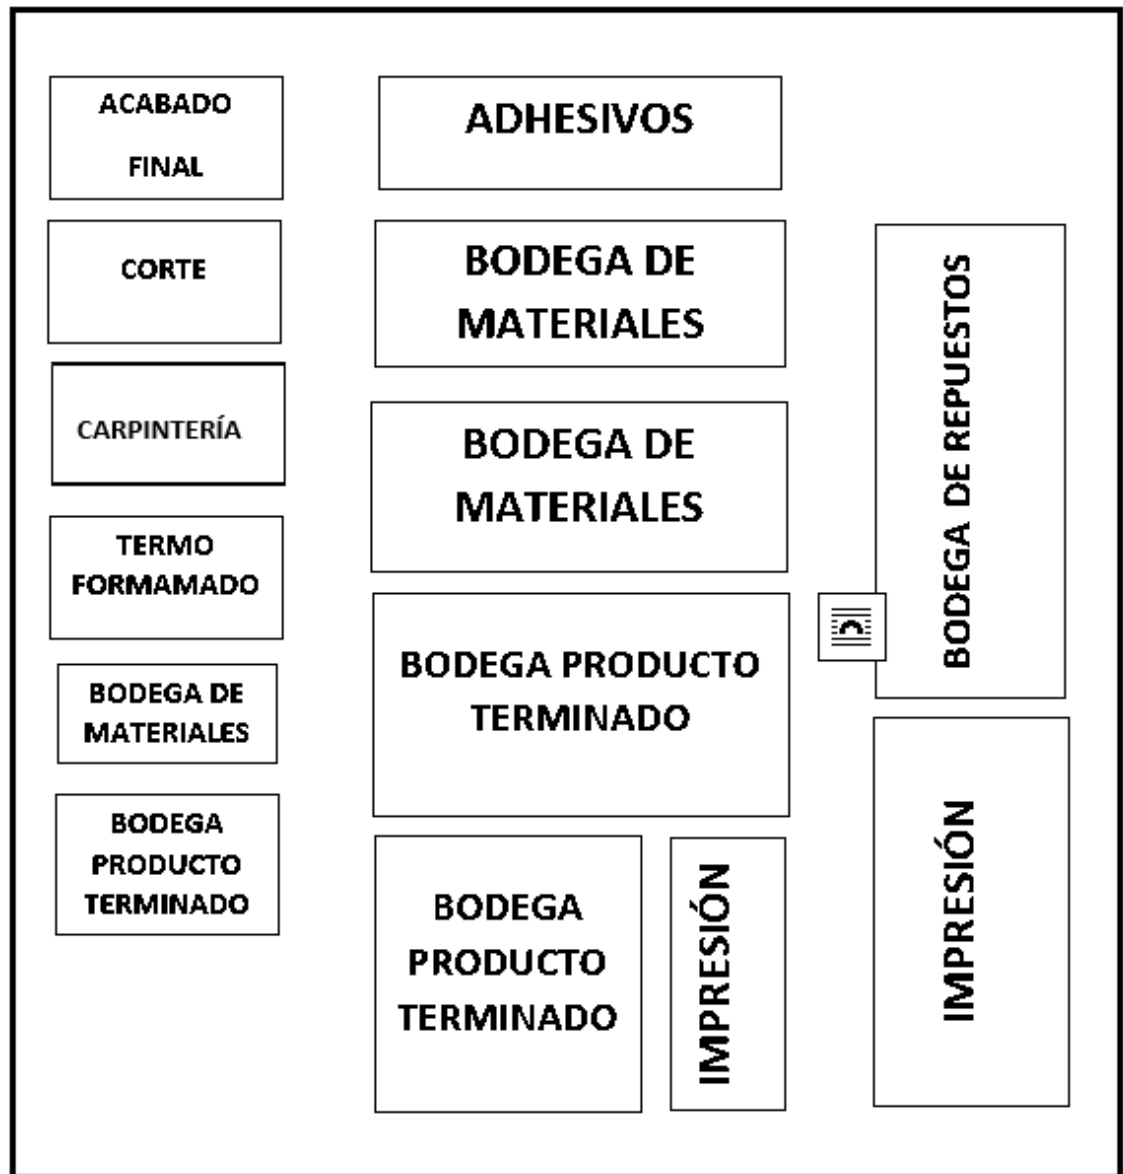 ACABADO
FINAL
CORTE
CARPINTERÍA
TERMO
FORMAMADO
BODEGA DE
MATERIALES
BODEGA
PRODUCTO
TERMINADO
ADHESIVOS
BODEGA DE
MATERIALES
BODEGA DE
MATERIALES
BODEGA PRODUCTO
TERMINADO
BODEGA
PRODUCTO
TERMINADO
IMPRESIÓN
BODEGA DE REPUESTOS
IMPRESIÓN